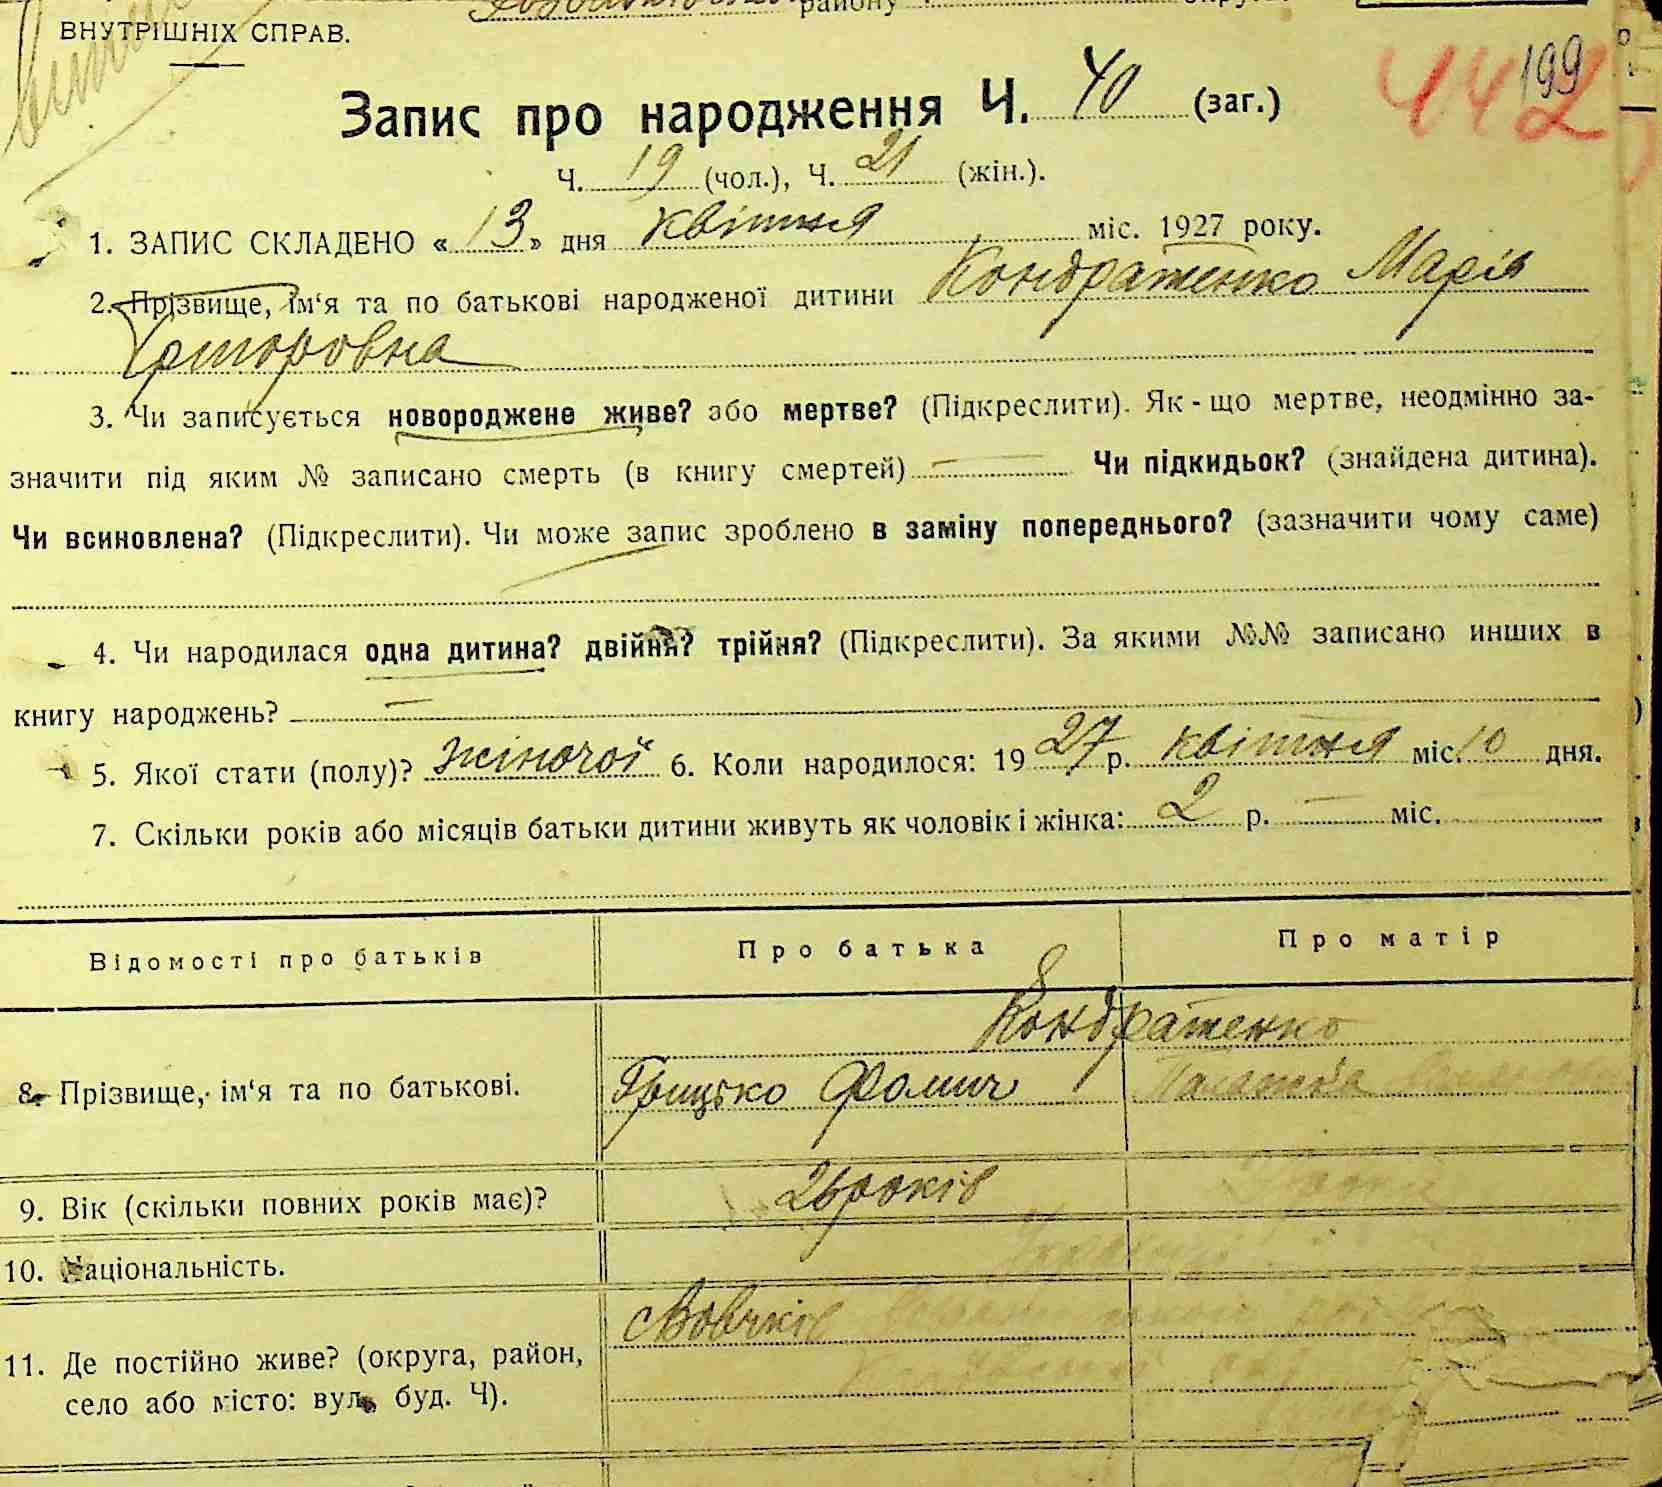 району
ВНУТРІШНІХ СПРАВ.
442
199
Запис про народження Ч. 40 (заг.)
Ч. 19 (чол.), Ч. 21 (жін.).
1. ЗАПИС СКЛАДЕНО « 13 » дня квітня міс. 1927 року.
2. Прізвище, ім‘я та по батькові народженої дитини Кондратенко Марія
Григоровна
3. Чи записується новороджене живе? або мертве? (Підкреслити). Як - що мертве, неодмінно за-
значити під яким № записано смерть (в книгу смертей) — Чи підкидьок? (знайдена дитина).
Чи всиновлена? (Підкреслити). Чи може запис зроблено в заміну попереднього? (зазначити чому саме)
4. Чи народилася одна дитина? двійня? трійня? (Підкреслити). За якими №№ записано инших в
книгу народжень? —
5. Якої стати (полу)? жіночої 6. Коли народилося: 19 27 р. квітня міс. 10 дня.
7. Скільки років або місяців батьки дитини живуть як чоловік і жінка: 2 р. — міс.
Відомості про батьків Про батька Про матір
Кондратенко
8. Прізвище, ім‘я та по батькові. Грицько Фомич
9. Вік (скільки повних років має)? 26 років
10. Національність.
11. Де постійно живе? (округа, район,
село або місто: вул. буд. Ч).